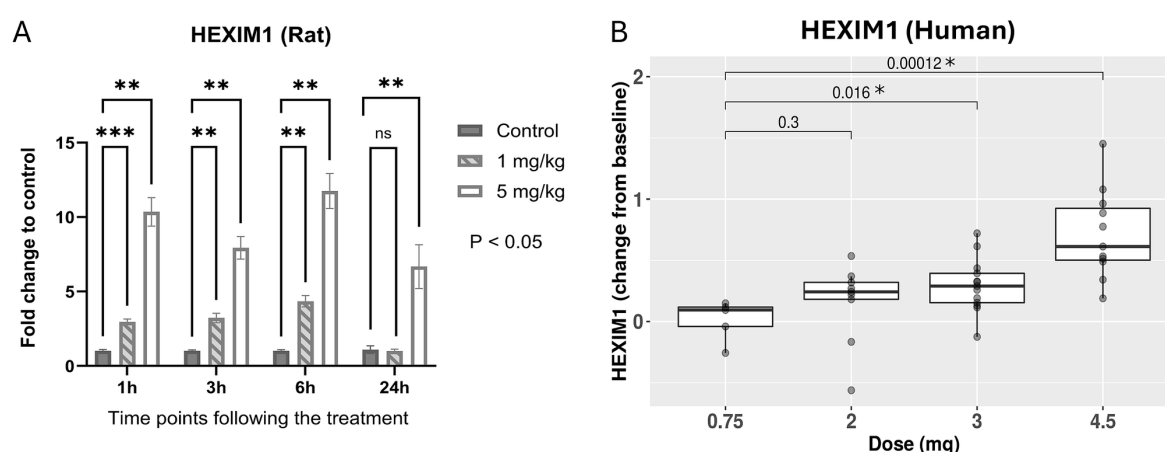 A
HEXIM1 (Rat)
** ** ** **
*** ** ** ns
Fold change to control
15
10
5
0
1h 3h 6h 24h
Time points following the treatment
Control
1 mg/kg
5 mg/kg
P < 0.05
B
HEXIM1 (Human)
HEXIM1 (change from baseline)
2
1
0
0.00012 *
0.016 *
0.3
0.75 2 3 4.5
Dose (mg)